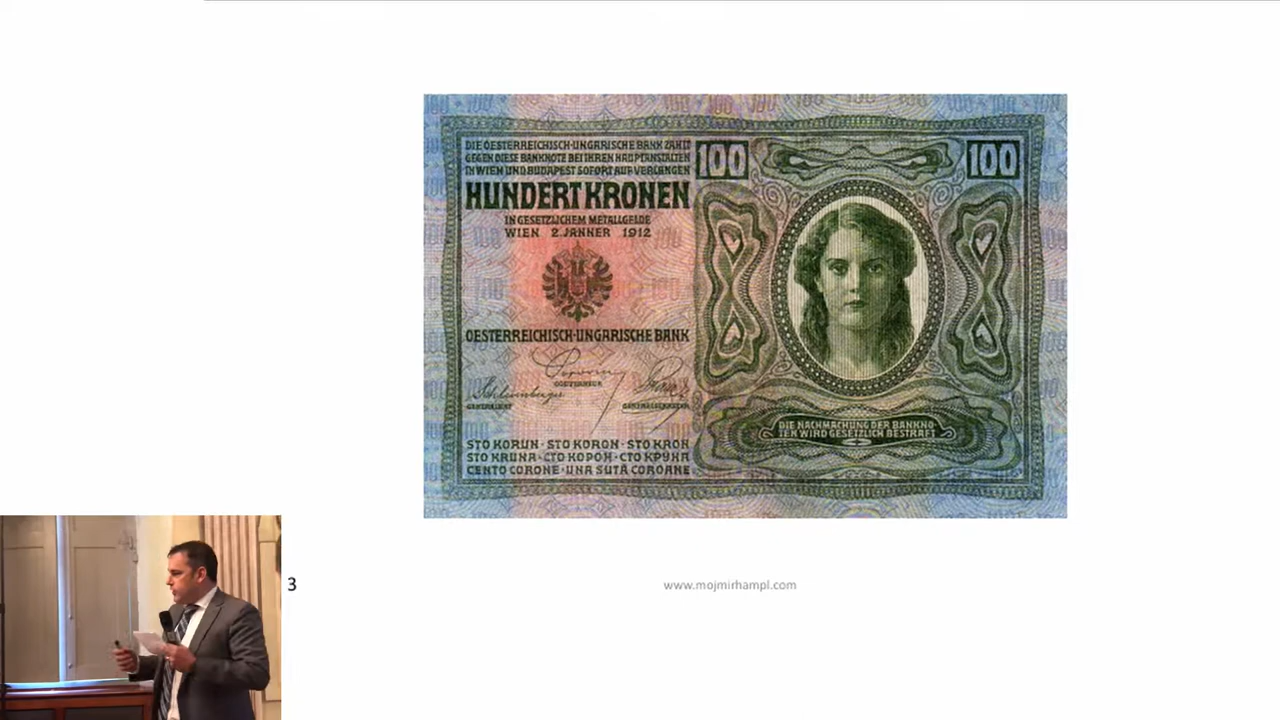 DIE OESTERREICHISCH-UNGARISCHE BANK ZAHLT
GEGEN DIESE BANKNOTE BEI IHREN HAUPTANSTALTEN
IN WIEN UND BUDAPEST SOFORT AUF VERLANGEN
HUNDERT KRONEN
IN GESETZLICHEM METALLGELDE
WIEN 2. JÄNNER 1912
OESTERREICHISCH-UNGARISCHE BANK
GOUVERNEUR
GENERALRAT
STO KORUN · STO KORON · STO KRON
STO KRUNA · СТО КОРОН · СТО КРУНА
CENTO CORONE · UNA SUTĂ COROANE
100
100
DIE NACHMACHUNG DER BANKNO-
TEN WIRD GESETZLICH BESTRAFT
3
www.mojmirhampl.com